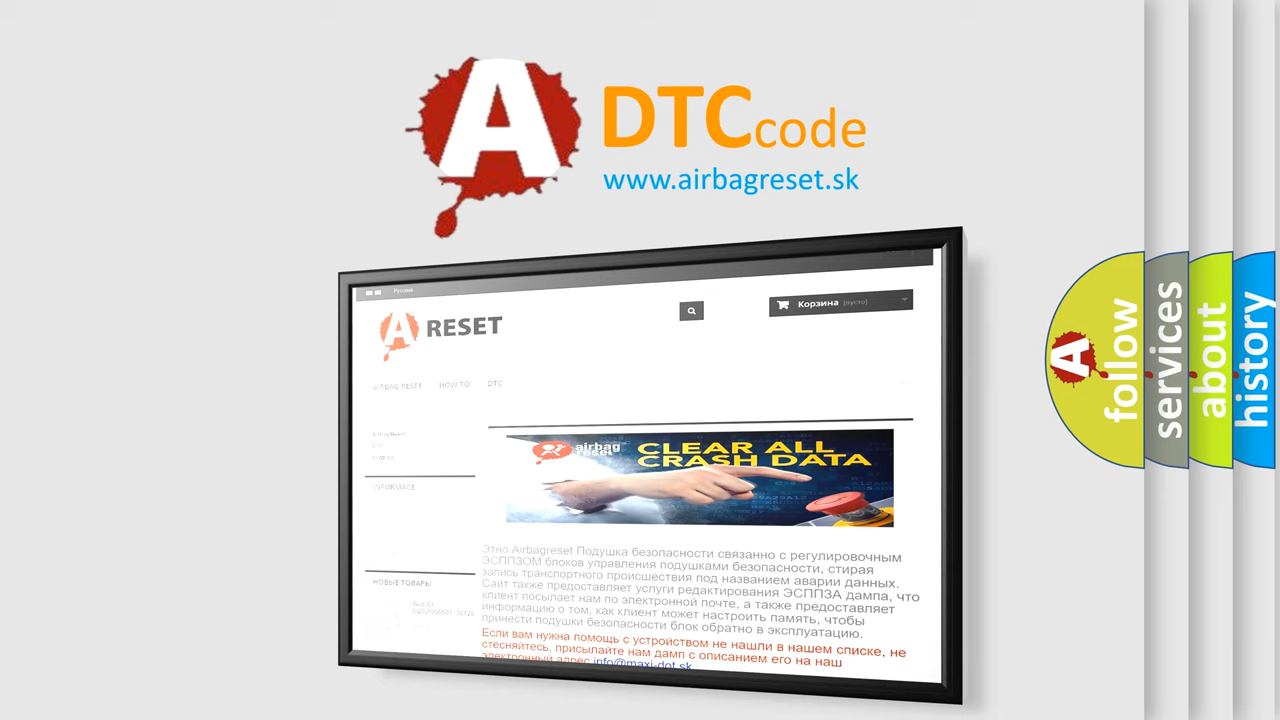 A DTCcode
www.airbagreset.sk
Русский
Корзина (пусто)
A RESET
AIRBAG RESET HOW TO DTC
Airbag Reset
HOW TO
INFORMACE
airbag
reset
CLEAR ALL
CRASH DATA
Этно Airbagreset Подушка безопасности связанно с регулировочным
ЭСППЗОМ блоков управления подушками безопасности, стирая
запись транспортного происшествия под названием аварии данных.
Сайт также предоставляет услуги редактирования ЭСППЗА дампа, что
клиент посылает нам по электронной почте, а также предоставляет
информацию о том, как клиент может настроить память, чтобы
принести подушки безопасности блок обратно в эксплуатацию.
Если вам нужна помощь с устройством не нашли в нашем списке, не
стесняйтесь, присылайте нам дамп с описанием его на наш
электронный адрес info@maxi-dot.sk
НОВЫЕ ТОВАРЫ
A follow
services
about
history